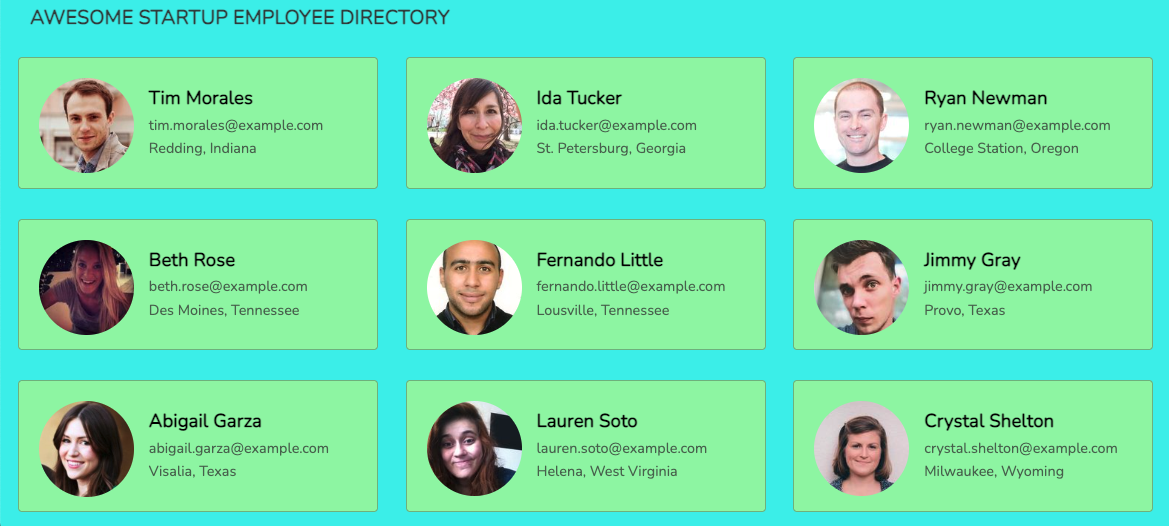 AWESOME STARTUP EMPLOYEE DIRECTORY
Tim Morales
tim.morales@example.com
Redding, Indiana
Ida Tucker
ida.tucker@example.com
St. Petersburg, Georgia
Ryan Newman
ryan.newman@example.com
College Station, Oregon
Beth Rose
beth.rose@example.com
Des Moines, Tennessee
Fernando Little
fernando.little@example.com
Lousville, Tennessee
Jimmy Gray
jimmy.gray@example.com
Provo, Texas
Abigail Garza
abigail.garza@example.com
Visalia, Texas
Lauren Soto
lauren.soto@example.com
Helena, West Virginia
Crystal Shelton
crystal.shelton@example.com
Milwaukee, Wyoming